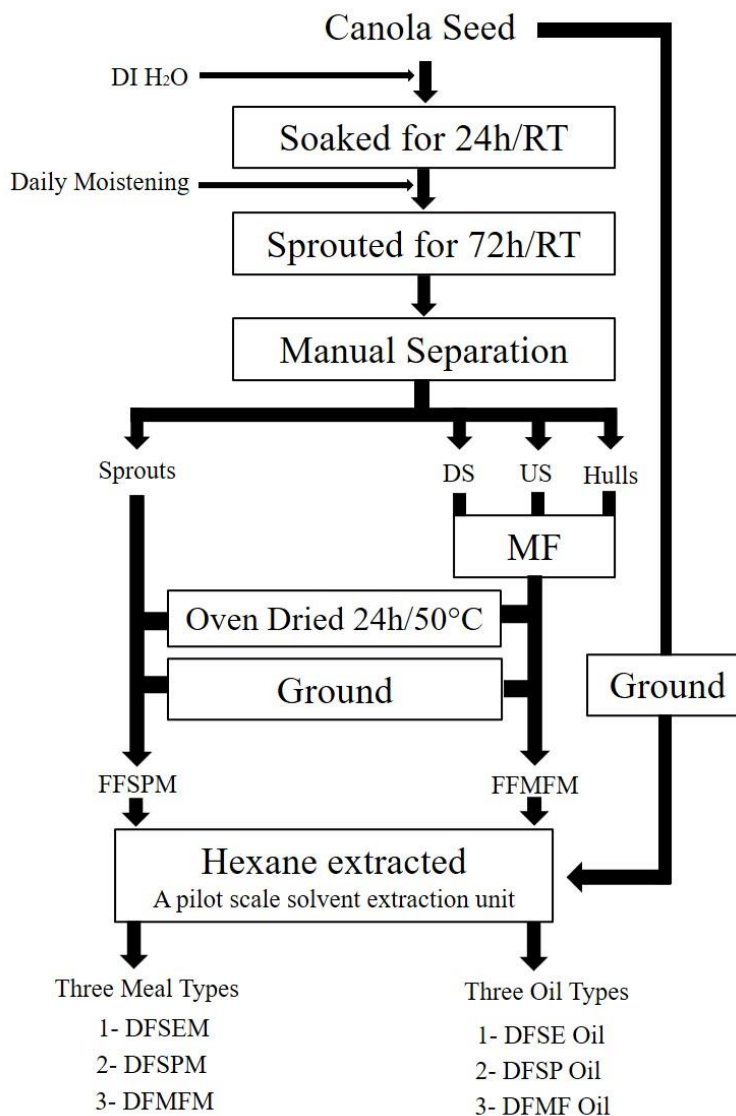 Canola Seed
DI H₂O
Soaked for 24h/RT
Daily Moistening
Sprouted for 72h/RT
Manual Separation
Sprouts
DS
US
Hulls
MF
Oven Dried 24h/50°C
Ground
Ground
FFSPM
FFMFM
Hexane extracted
A pilot scale solvent extraction unit
Three Meal Types
1- DFSEM
2- DFSPM
3- DFMFM
Three Oil Types
1- DFSE Oil
2- DFSP Oil
3- DFMF Oil